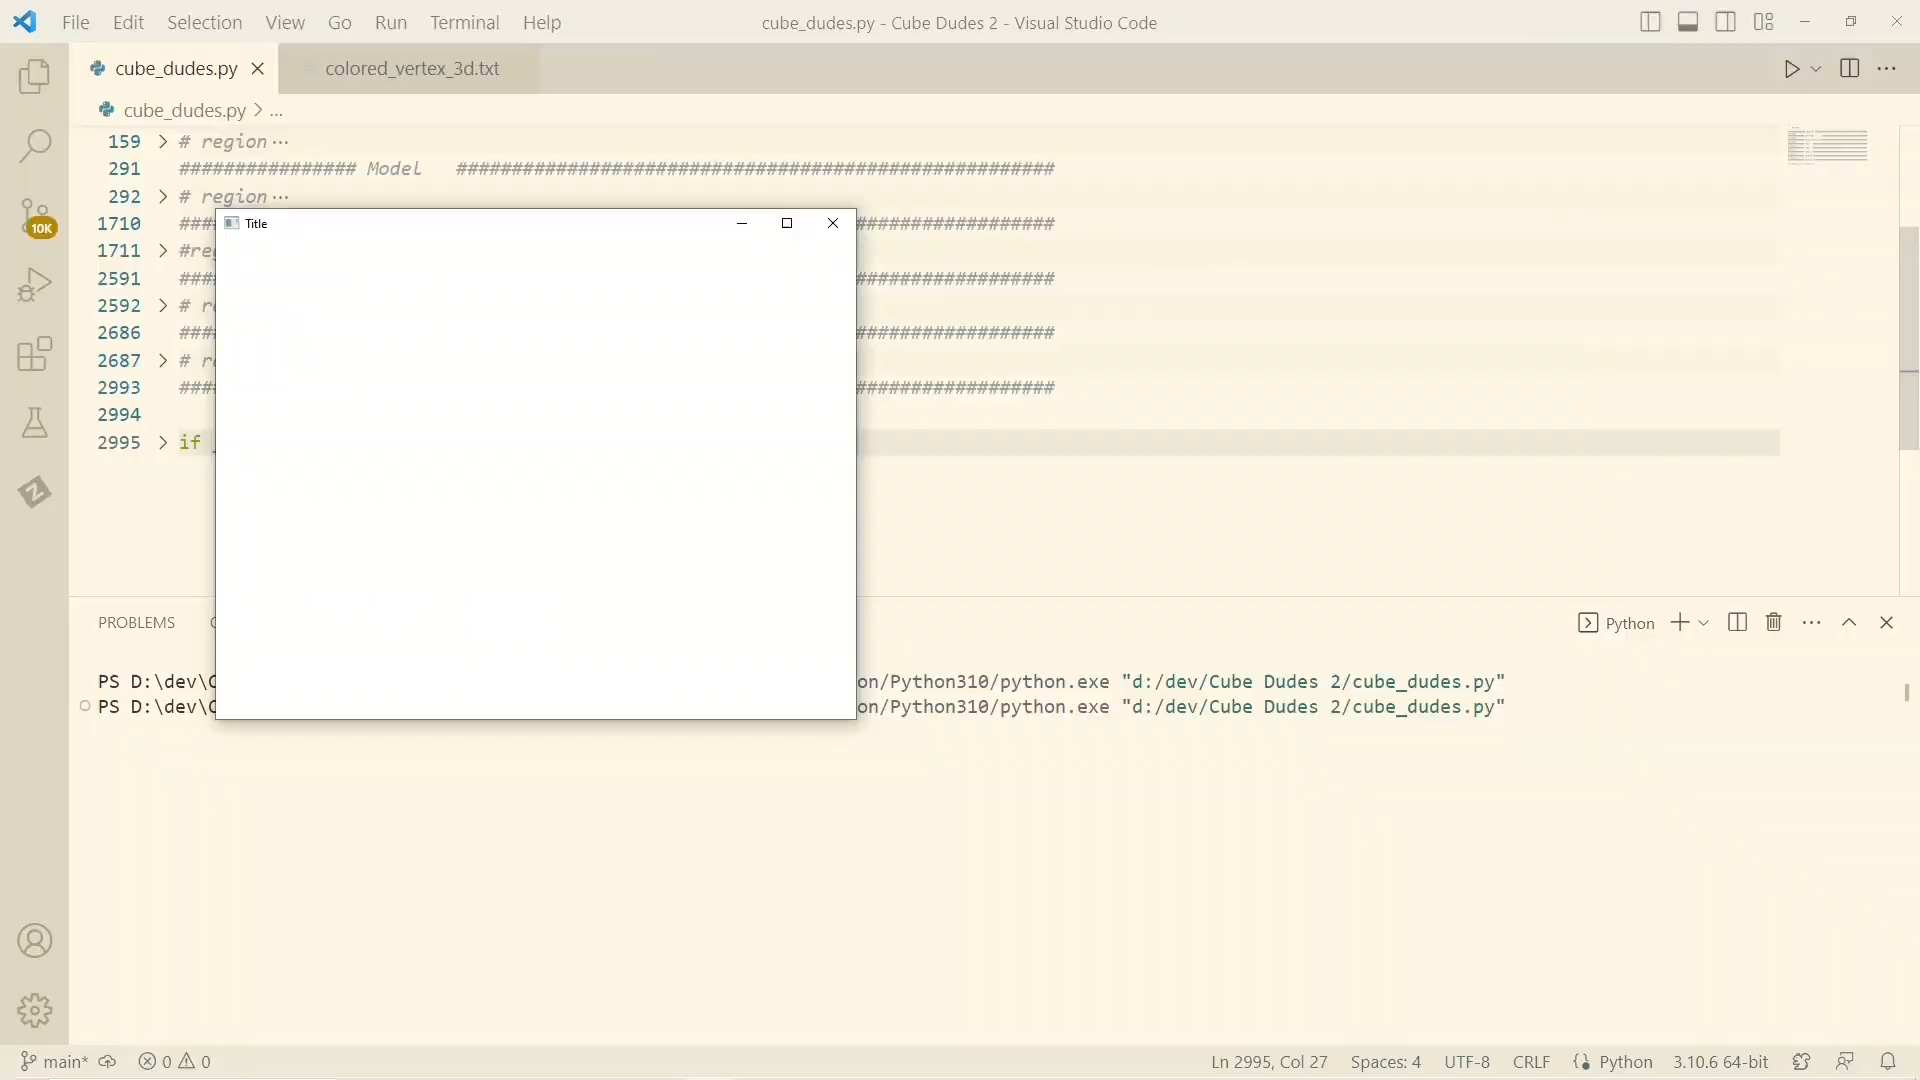 File Edit Selection View Go Run Terminal Help cube_dudes.py - Cube Dudes 2 - Visual Studio Code
cube_dudes.py colored_vertex_3d.txt
cube_dudes.py > ...
159 > # region ...
291 ################ Model ######################################################
292 > # region ...
Title
1710 #### ##################
1711 > #reg
10K
2591 #### ##################
2592 > # re
2686 #### ##################
2687 > # re
2993 #### ##################
2994
2995 > if _
PROBLEMS
Python
PS D:\dev\C on/Python310/python.exe "d:/dev/Cube Dudes 2/cube_dudes.py"
PS D:\dev\C on/Python310/python.exe "d:/dev/Cube Dudes 2/cube_dudes.py"
main* 0 0 Ln 2995, Col 27 Spaces: 4 UTF-8 CRLF Python 3.10.6 64-bit